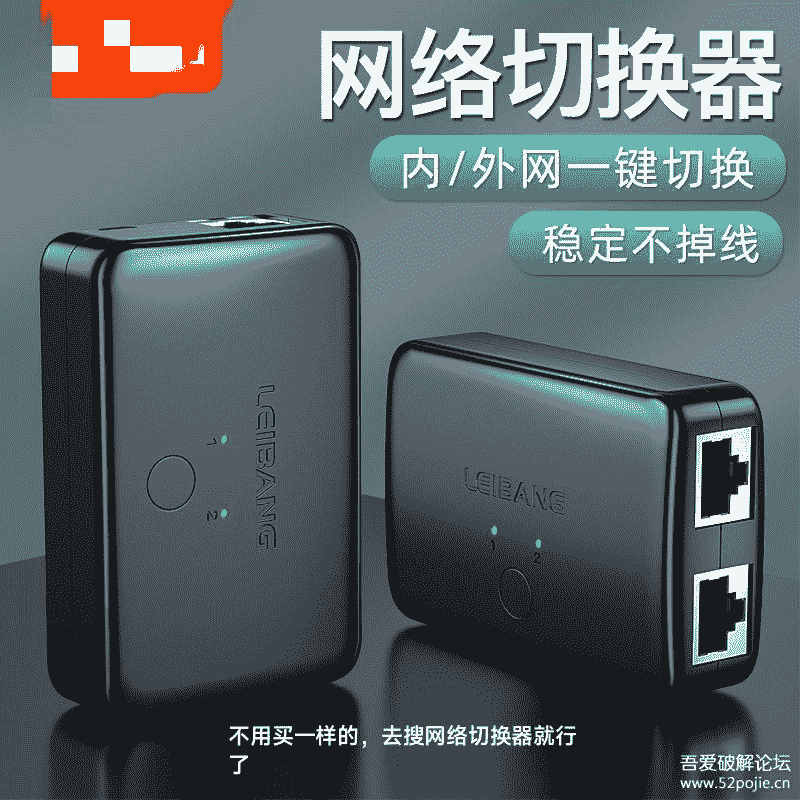 网络切换器
内/外网一键切换
稳定不掉线
LEIBANG
1
2
LEIBANG
1 2
不用买一样的，去搜网络切换器就行
了
吾爱破解论坛
www.52pojie.cn